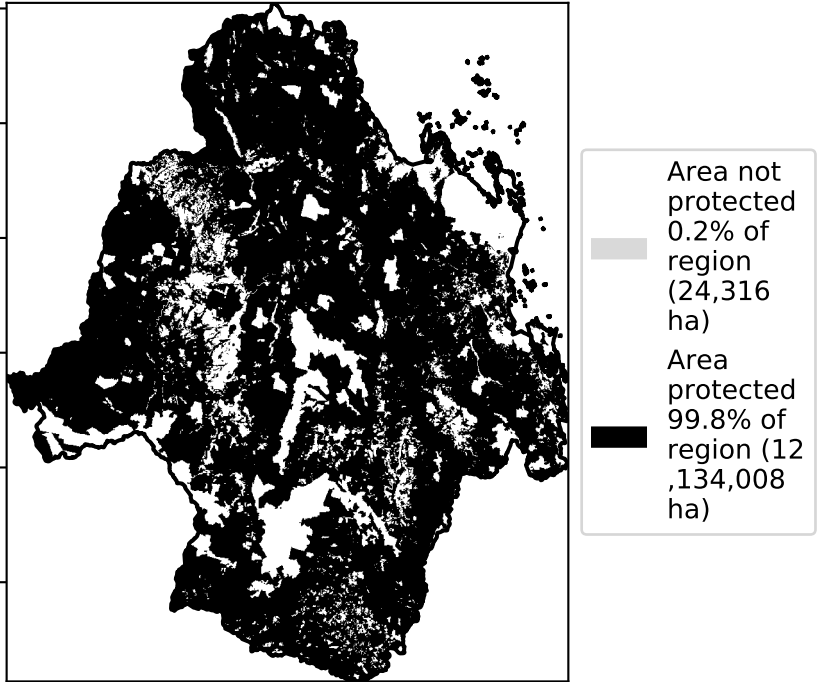 Area not
protected
0.2% of
region
(24,316
ha)
Area
protected
99.8% of
region (12
,134,008
ha)